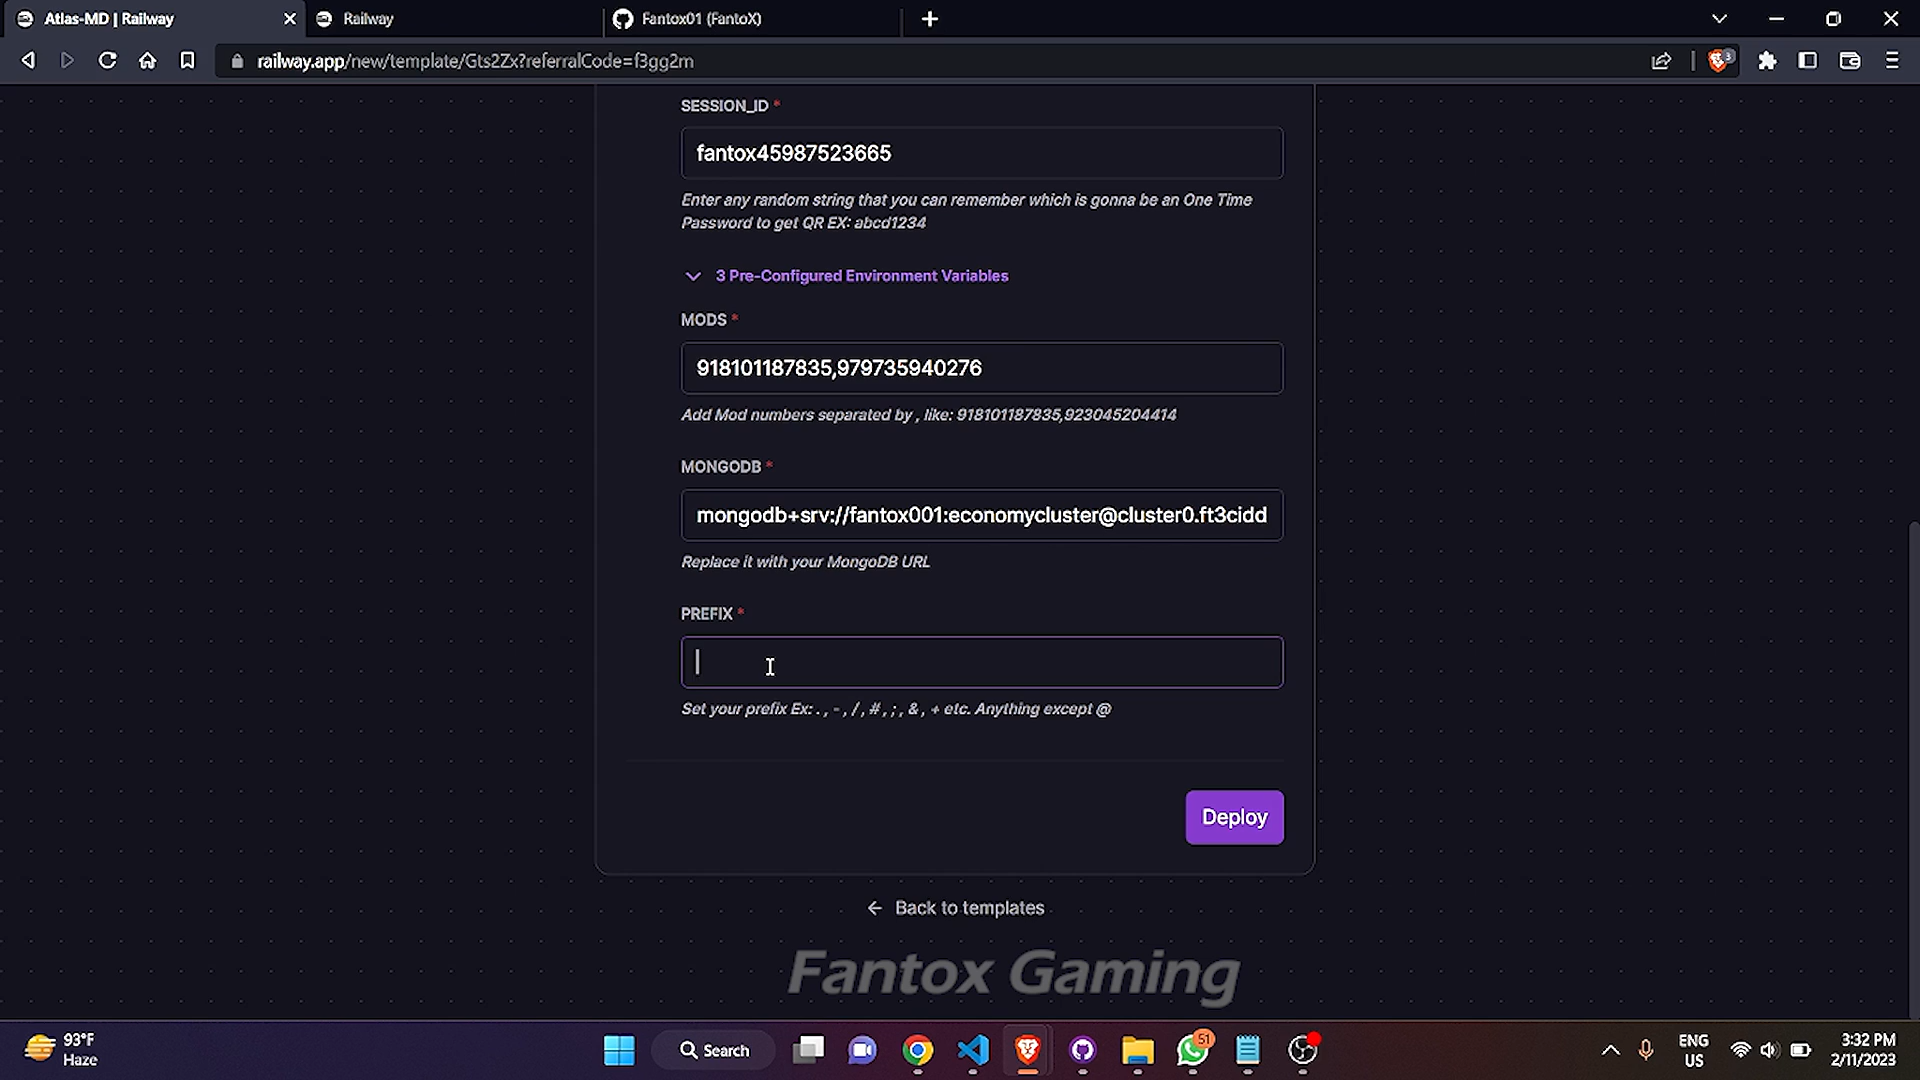 Atlas-MD | Railway
Railway
Fantox01 (FantoX)
railway.app/new/template/Gts2Zx?referralCode=f3gg2m
3
SESSION_ID *
fantox45987523665
Enter any random string that you can remember which is gonna be an One Time
Password to get QR EX: abcd1234
3 Pre-Configured Environment Variables
MODS *
918101187835,979735940276
Add Mod numbers separated by , like: 918101187835,923045204414
MONGODB *
mongodb+srv://fantox001:economycluster@cluster0.ft3cidd
Replace it with your MongoDB URL
PREFIX *
Set your prefix Ex: . , - , / , # , ; , & , + etc. Anything except @
Deploy
← Back to templates
Fantox Gaming
93°F
Haze
Search
51
ENG
US
3:32 PM
2/11/2023